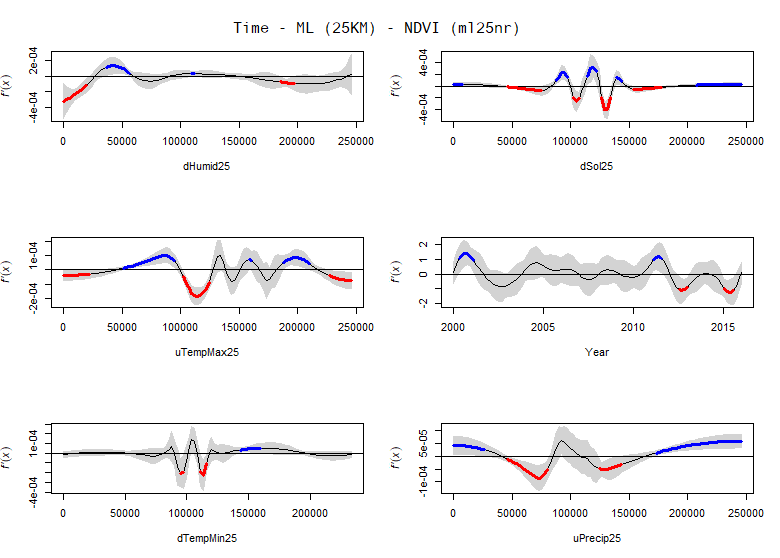 Time - ML (25KM) - NDVI (ml25nr)
f'(x)
-4e-04 2e-04
0 50000 100000 150000 200000 250000
dHumid25
f'(x)
-4e-04 4e-04
0 50000 100000 150000 200000 250000
dSol25
f'(x)
-2e-04 1e-04
0 50000 100000 150000 200000 250000
uTempMax25
f'(x)
-2 0 1 2
2000 2005 2010 2015
Year
f'(x)
-4e-04 1e-04
0 50000 100000 150000 200000
dTempMin25
f'(x)
-1e-04 5e-05
0 50000 100000 150000 200000 250000
uPrecip25